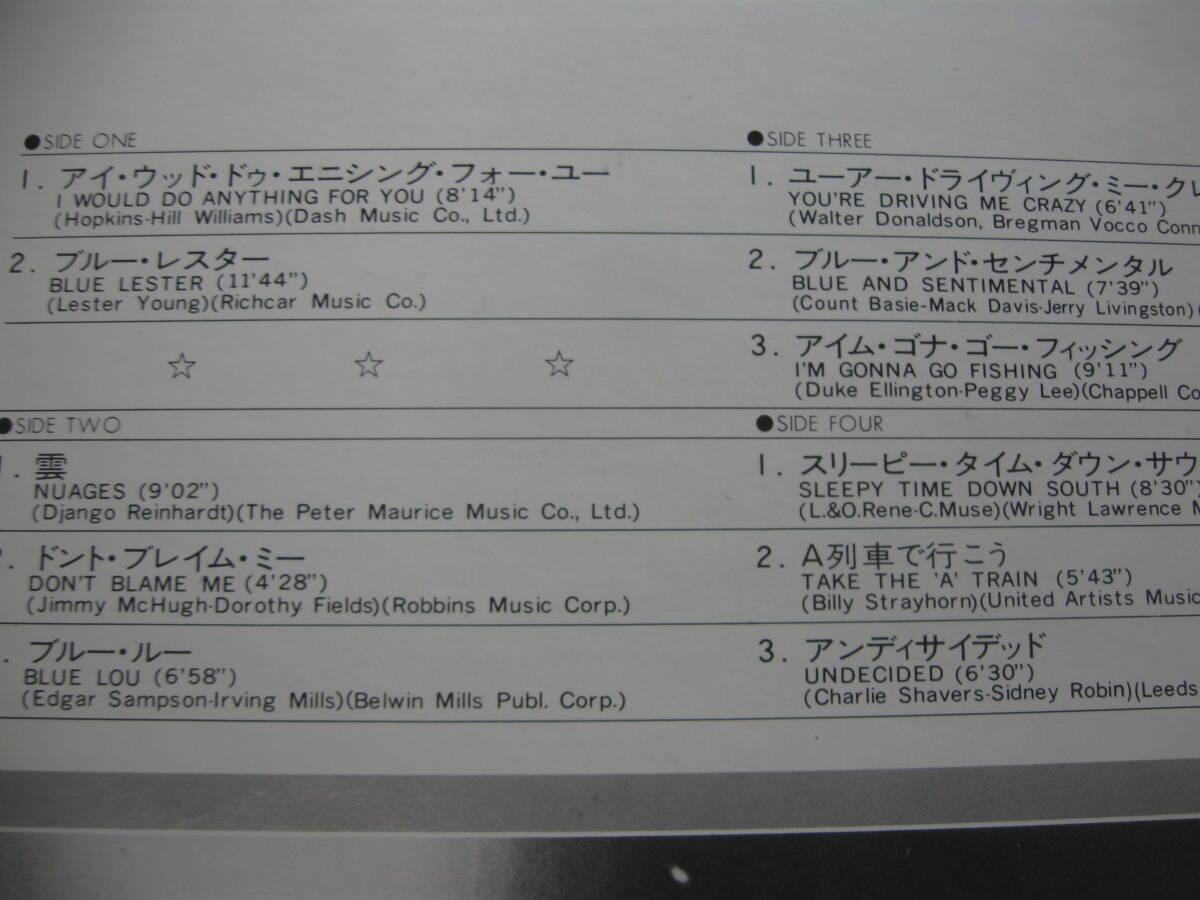 ●SIDE ONE
1. アイ・ウッド・ドゥ・エニシング・フォー・ユー
I WOULD DO ANYTHING FOR YOU (8'14")
(Hopkins-Hill Williams)(Dash Music Co., Ltd.)
2. ブルー・レスター
BLUE LESTER (11'44")
(Lester Young)(Richcar Music Co.)
☆ ☆ ☆
●SIDE TWO
1. 雲
NUAGES (9'02")
(Django Reinhardt)(The Peter Maurice Music Co., Ltd.)
. ドント・ブレイム・ミー
DON'T BLAME ME (4'28")
(Jimmy McHugh-Dorothy Fields)(Robbins Music Corp.)
. ブルー・ルー
BLUE LOU (6'58")
(Edgar Sampson-Irving Mills)(Belwin Mills Publ. Corp.)
●SIDE THREE
1. ユーアー・ドライヴィング・ミー・クレ
YOU'RE DRIVING ME CRAZY (6'41")
(Walter Donaldson, Bregman Vocco Conn
2. ブルー・アンド・センチメンタル
BLUE AND SENTIMENTAL (7'39")
(Count Basie-Mack Davis-Jerry Livingston)(
3. アイム・ゴナ・ゴー・フィッシング
I'M GONNA GO FISHING (9'11")
(Duke Ellington-Peggy Lee)(Chappell Co
●SIDE FOUR
1. スリーピー・タイム・ダウン・サウ
SLEEPY TIME DOWN SOUTH (8'30")
(L.&O.Rene-C.Muse)(Wright Lawrence M
2. A列車で行こう
TAKE THE 'A' TRAIN (5'43")
(Billy Strayhorn)(United Artists Music
3. アンディサイデッド
UNDECIDED (6'30")
(Charlie Shavers-Sidney Robin)(Leeds